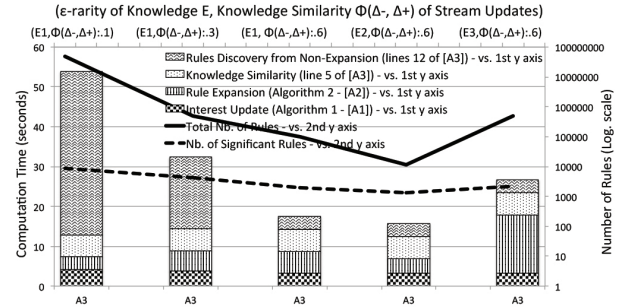 (ε-rarity of Knowledge E, Knowledge Similarity Φ(Δ-, Δ+) of Stream Updates)
(E1,Φ(Δ-,Δ+):.1) (E1,Φ(Δ-,Δ+):.3) (E1, Φ(Δ-,Δ+):.6) (E2,Φ(Δ-,Δ+):.6) (E3,Φ(Δ-,Δ+):.6)
60 100000000
Rules Discovery from Non-Expansion (lines 12 of [A3]) - vs. 1st y axis
50 10000000
Knowledge Similarity (line 5 of [A3]) - vs. 1st y axis
Rule Expansion (Algorithm 2 - [A2]) - vs. 1st y axis
1000000
Interest Update (Algorithm 1 - [A1]) - vs. 1st y axis
40
Total Nb. of Rules - vs. 2nd y axis
100000
Nb. of Significant Rules - vs. 2nd y axis
30 10000
1000
20
100
10 10
0 1
A3 A3 A3 A3 A3
Computation Time (seconds)
Number of Rules (Log. scale)